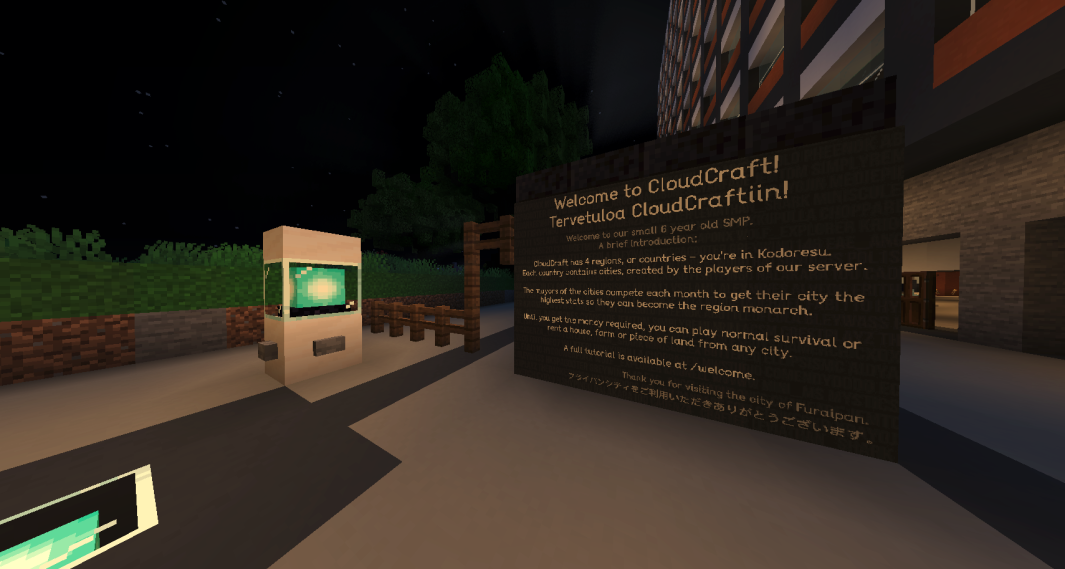 Welcome to CloudCraft!
Tervetuloa CloudCraftiin!
Welcome to our small 6 year old SMP.
A brief introduction:
CloudCraft has 4 regions, or countries - you're in Kodoresu.
Each country contains cities, created by the players of our server.
The mayors of the cities compete each month to get their city the
highest visits so they can become the region monarch.
Until you get the money required, you can play normal survival or
rent a house, farm or piece of land from any city.
A full tutorial is available at /welcome.
Thank you for visiting the city of Furaipan.
フライパンシティをご利用いただきありがとうございます。